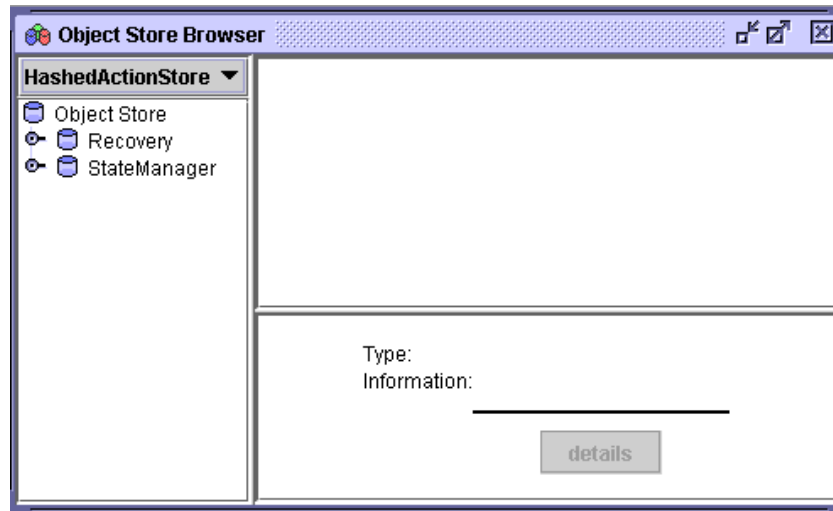 Object Store Browser
HashedActionStore
Object Store
Recovery
StateManager
Type:
Information:
details